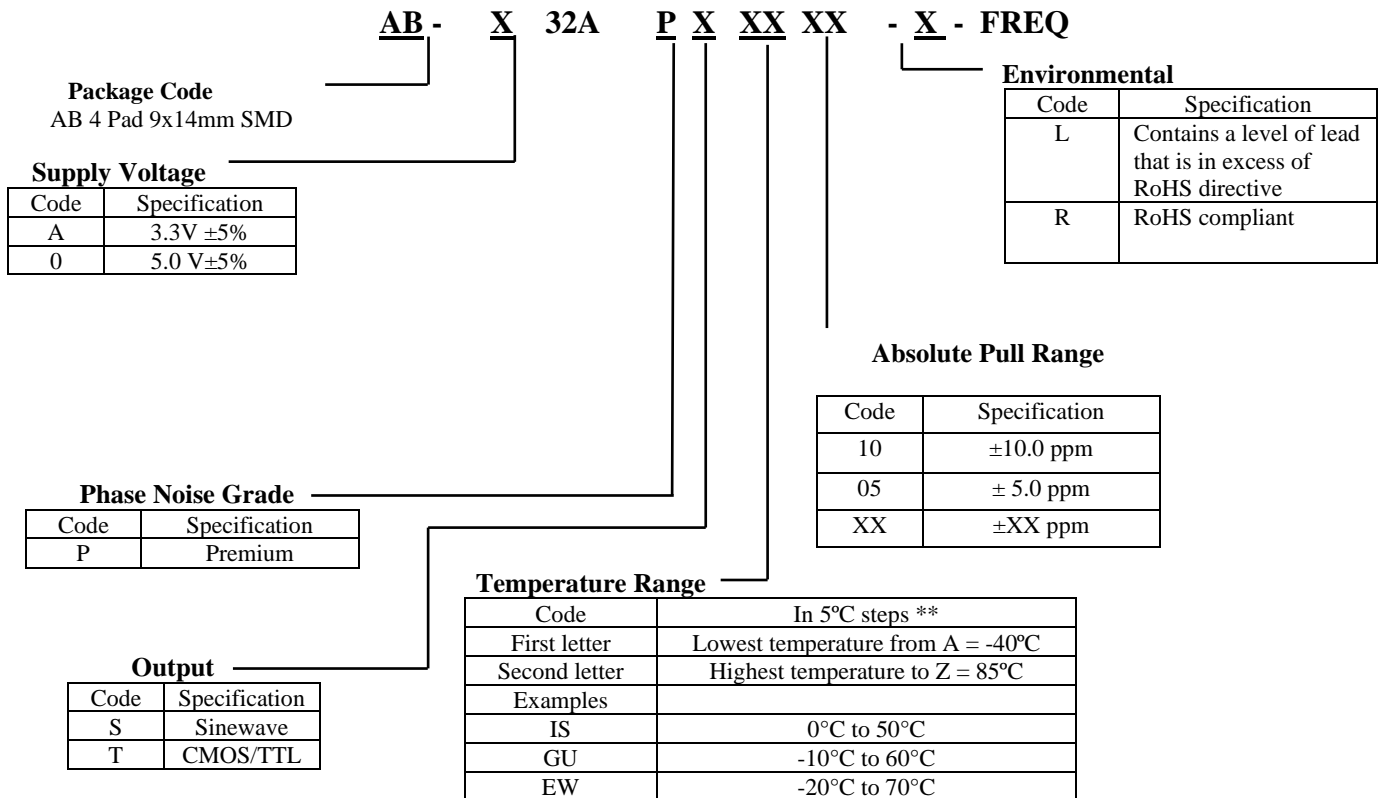 AB - X 32A P X XX XX - X - FREQ
Package Code
AB 4 Pad 9x14mm SMD
Supply Voltage
Code Specification
A 3.3V ±5%
0 5.0 V±5%
Environmental
Code Specification
L Contains a level of lead
that is in excess of
RoHS directive
R RoHS compliant
Absolute Pull Range
Code Specification
10 ±10.0 ppm
05 ± 5.0 ppm
XX ±XX ppm
Phase Noise Grade
Code Specification
P Premium
Output
Code Specification
S Sinewave
T CMOS/TTL
Temperature Range
Code In 5ºC steps **
First letter Lowest temperature from A = -40ºC
Second letter Highest temperature to Z = 85ºC
Examples
IS 0°C to 50°C
GU -10°C to 60°C
EW -20°C to 70°C